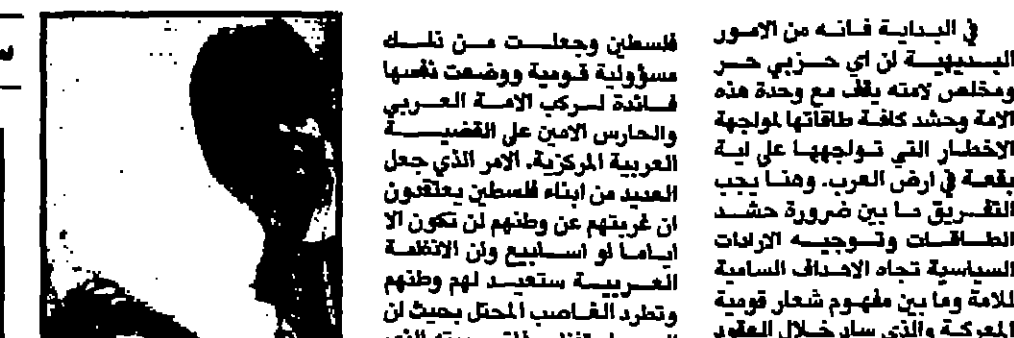 في البداية فانه من الامور
البديهية ان اي حزبي حر
ومخلص لامته يقف مع وحدة هذه
الامة وحشد كافة طاقاتها لمواجهة
الاخطار التي تواجهها على اية
بقعة في ارض العرب. وهنا يجب
التفريق ما بين ضرورة حشد
الطاقات وتوجيه الارادات
السياسية تجاه الاهداف السامية
للامة وما بين مفهوم شعار قومية
المعركة والذي ساد خلال العقود
فلسطين وجعلت من تلك
مسؤولية قومية ووضعت نفسها
قائدة لركب الامة العربي
والحارس الامين على القضية
العربية المركزية. الامر الذي جعل
العديد من ابناء فلسطين يعتقدون
ان غربتهم عن وطنهم لن تكون الا
اياما او اسابيع وان الانظمة
العربية ستعيد لهم وطنهم
وتطرد الغاصب المحتل بحيث ان